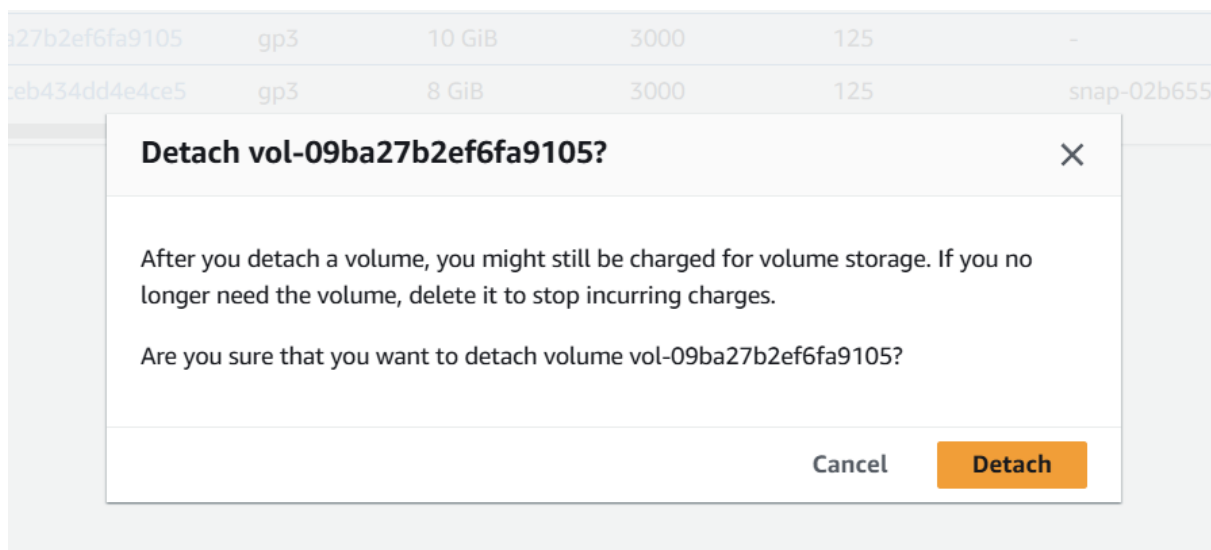 a27b2ef6fa9105 gp3 10 GiB 3000 125 -
ceb434dd4e4ce5 gp3 8 GiB 3000 125 snap-02b655
Detach vol-09ba27b2ef6fa9105?
After you detach a volume, you might still be charged for volume storage. If you no
longer need the volume, delete it to stop incurring charges.
Are you sure that you want to detach volume vol-09ba27b2ef6fa9105?
Cancel Detach